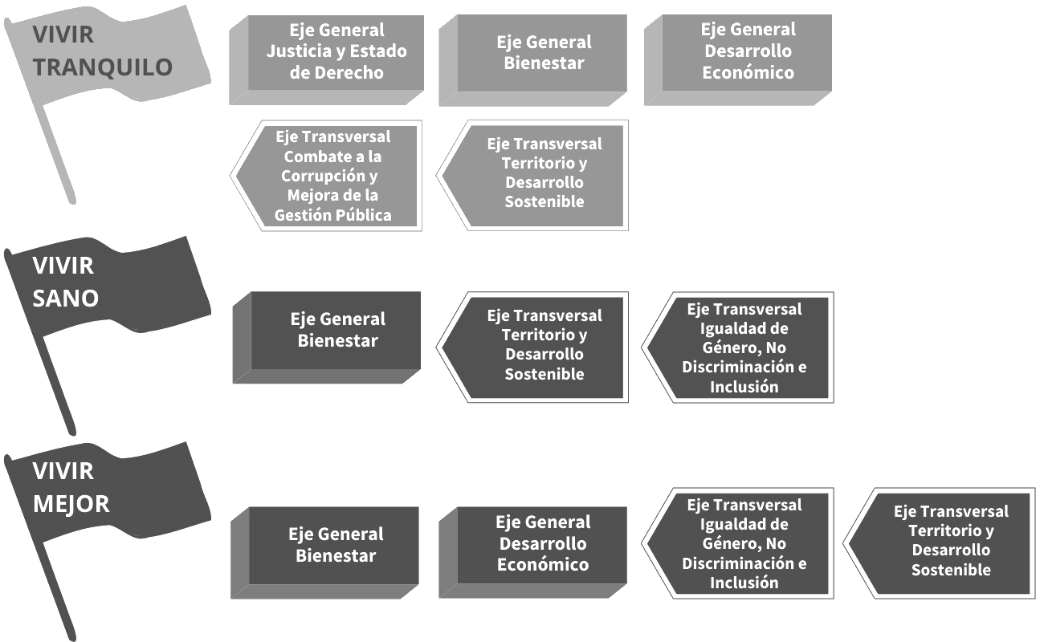 VIVIR
TRANQUILO
Eje General
Justicia y Estado
de Derecho
Eje General
Bienestar
Eje General
Desarrollo
Económico
Eje Transversal
Combate a la
Corrupción y
Mejora de la
Gestión Pública
Eje Transversal
Territorio y
Desarrollo
Sostenible
VIVIR
SANO
Eje General
Bienestar
Eje Transversal
Territorio y
Desarrollo
Sostenible
Eje Transversal
Igualdad de
Género, No
Discriminación e
Inclusión
VIVIR
MEJOR
Eje General
Bienestar
Eje General
Desarrollo
Económico
Eje Transversal
Igualdad de
Género, No
Discriminación e
Inclusión
Eje Transversal
Territorio y
Desarrollo
Sostenible